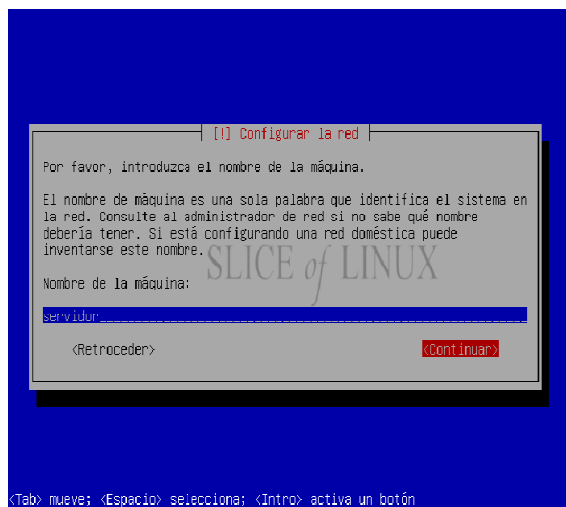 [!] Configurar la red
Por favor, introduzca el nombre de la máquina.
El nombre de máquina es una sola palabra que identifica el sistema en
la red. Consulte al administrador de red si no sabe qué nombre
debería tener. Si está configurando una red doméstica puede
inventarse este nombre.
SLICE of LINUX
Nombre de la máquina:
servidor
<Retroceder> <Continuar>
<Tab> mueve; <Espacio> selecciona; <Intro> activa un botón